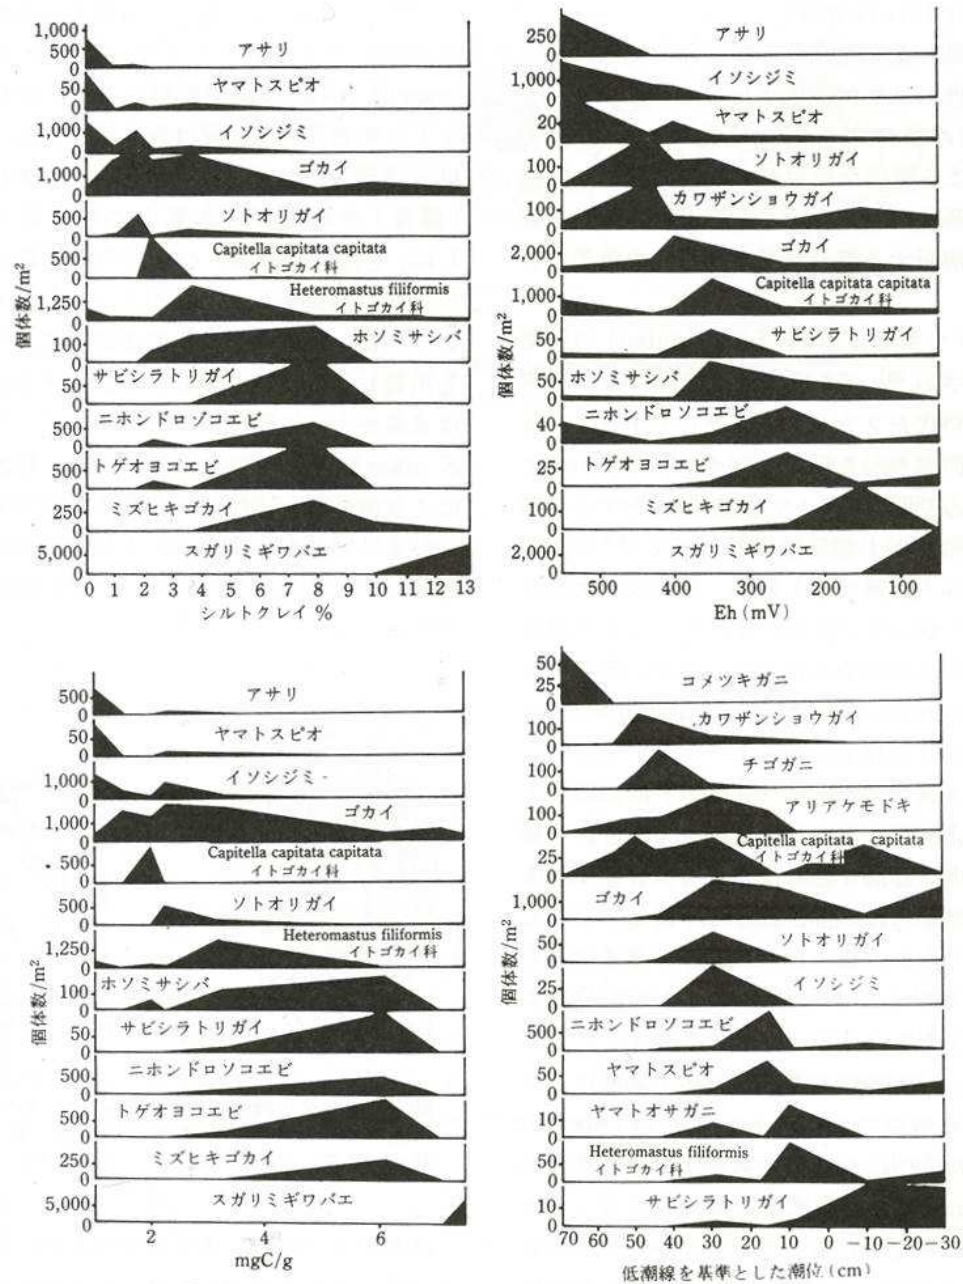 1,000
500
0
アサリ
50
0
ヤマトスピオ
1,000
0
イソシジミ
1,000
0
ゴカイ
500
0
ソトオリガイ
500
0
Capitella capitata capitata
イトゴカイ科
1,250
0
Heteromastus filiformis
イトゴカイ科
100
0
ホソミサシバ
50
0
サビシラトリガイ
500
0
ニホンドロゾコエビ
500
0
トゲオヨコエビ
250
0
ミズヒキゴカイ
5,000
0
スガリミギワバエ
個体数/m²
0 1 2 3 4 5 6 7 8 9 10 11 12 13
シルトクレイ %
250
0
アサリ
1,000
0
イソシジミ
20
0
ヤマトスピオ
100
0
ソトオリガイ
100
0
カワザンショウガイ
2,000
0
ゴカイ
1,000
0
Capitella capitata capitata
イトゴカイ科
50
0
サビシラトリガイ
50
0
ホソミサシバ
40
0
ニホンドロソコエビ
25
0
トゲオヨコエビ
100
0
ミズヒキゴカイ
2,000
0
スガリミギワバエ
個体数/m²
500 400 300 200 100
Eh (mV)
500
0
アサリ
50
0
ヤマトスピオ
1,000
0
イソシジミ
1,000
0
ゴカイ
500
0
Capitella capitata capitata
イトゴカイ科
500
0
ソトオリガイ
1,250
0
Heteromastus filiformis
イトゴカイ科
100
0
ホソミサシバ
50
0
サビシラトリガイ
500
0
ニホンドロソコエビ
500
0
トゲオヨコエビ
250
0
ミズヒキゴカイ
5,000
0
スガリミギワバエ
個体数/m²
2 4 6
mgC/g
50
25
0
コメツキガニ
100
0
カワザンショウガイ
100
0
チゴガニ
100
0
アリアケモドキ
25
0
Capitella capitata capitata
イトゴカイ科
1,000
0
ゴカイ
50
0
ソトオリガイ
25
0
イソシジミ
500
0
ニホンドロソコエビ
50
0
ヤマトスピオ
10
0
ヤマトオサガニ
50
0
Heteromastus filiformis
イトゴカイ科
10
0
サビシラトリガイ
個体数/m²
70 60 50 40 30 20 10 0 -10 -20 -30
低潮線を基準とした潮位 (cm)